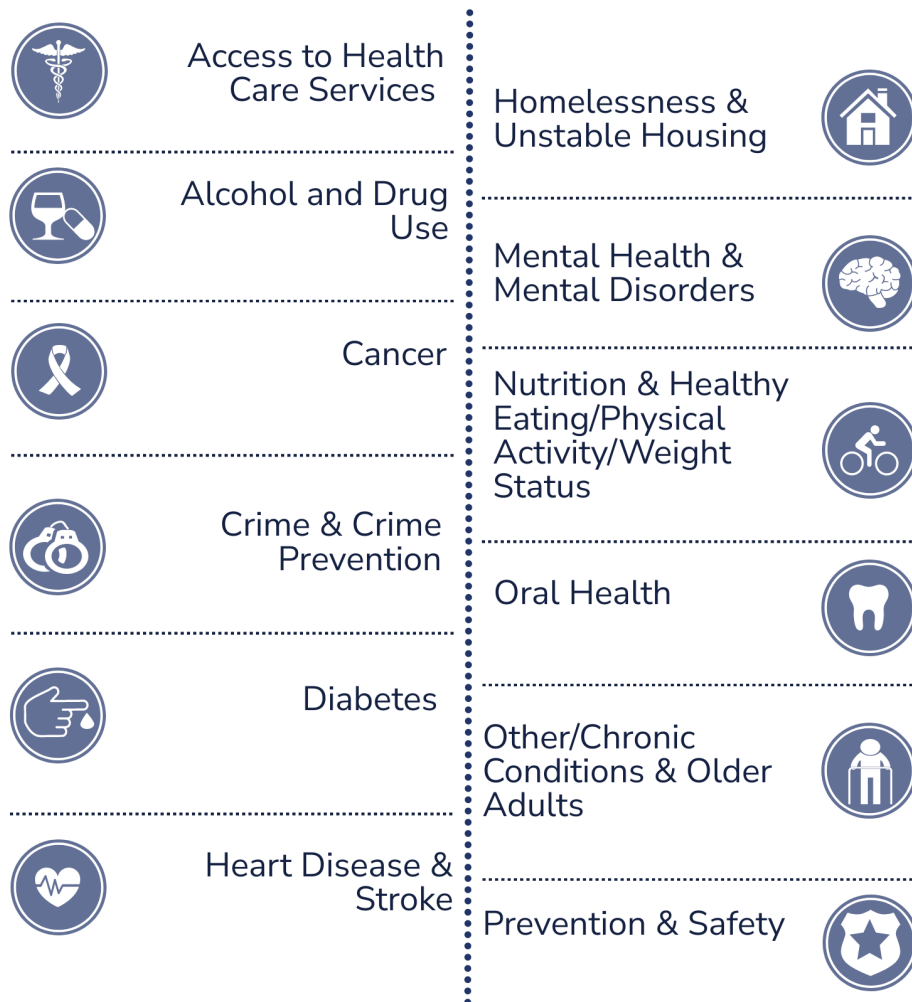 Access to Health
Care Services
Alcohol and Drug
Use
Cancer
Crime & Crime
Prevention
Diabetes
Heart Disease &
Stroke
Homelessness &
Unstable Housing
Mental Health &
Mental Disorders
Nutrition & Healthy
Eating/Physical
Activity/Weight
Status
Oral Health
Other/Chronic
Conditions & Older
Adults
Prevention & Safety